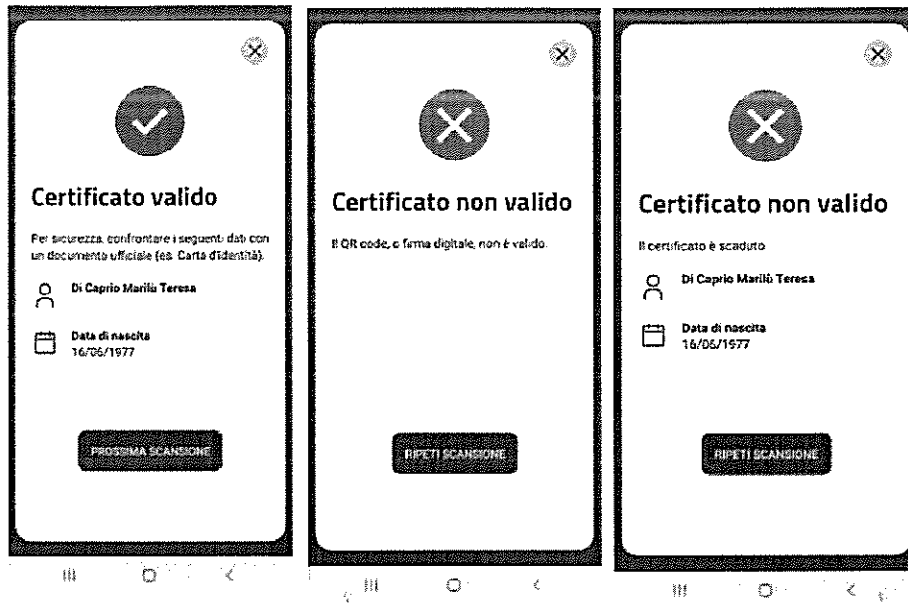 Certificato valido
Per sicurezza, confrontare i seguenti dati con
un documento ufficiale (es. Carta d'identità).
Di Caprio Marilù Teresa
Data di nascita
16/06/1977
PROSSIMA SCANSIONE
Certificato non valido
Il QR code, o firma digitale, non è valido.
RIPETI SCANSIONE
Certificato non valido
Il certificato è scaduto
Di Caprio Marilù Teresa
Data di nascita
16/06/1977
RIPETI SCANSIONE